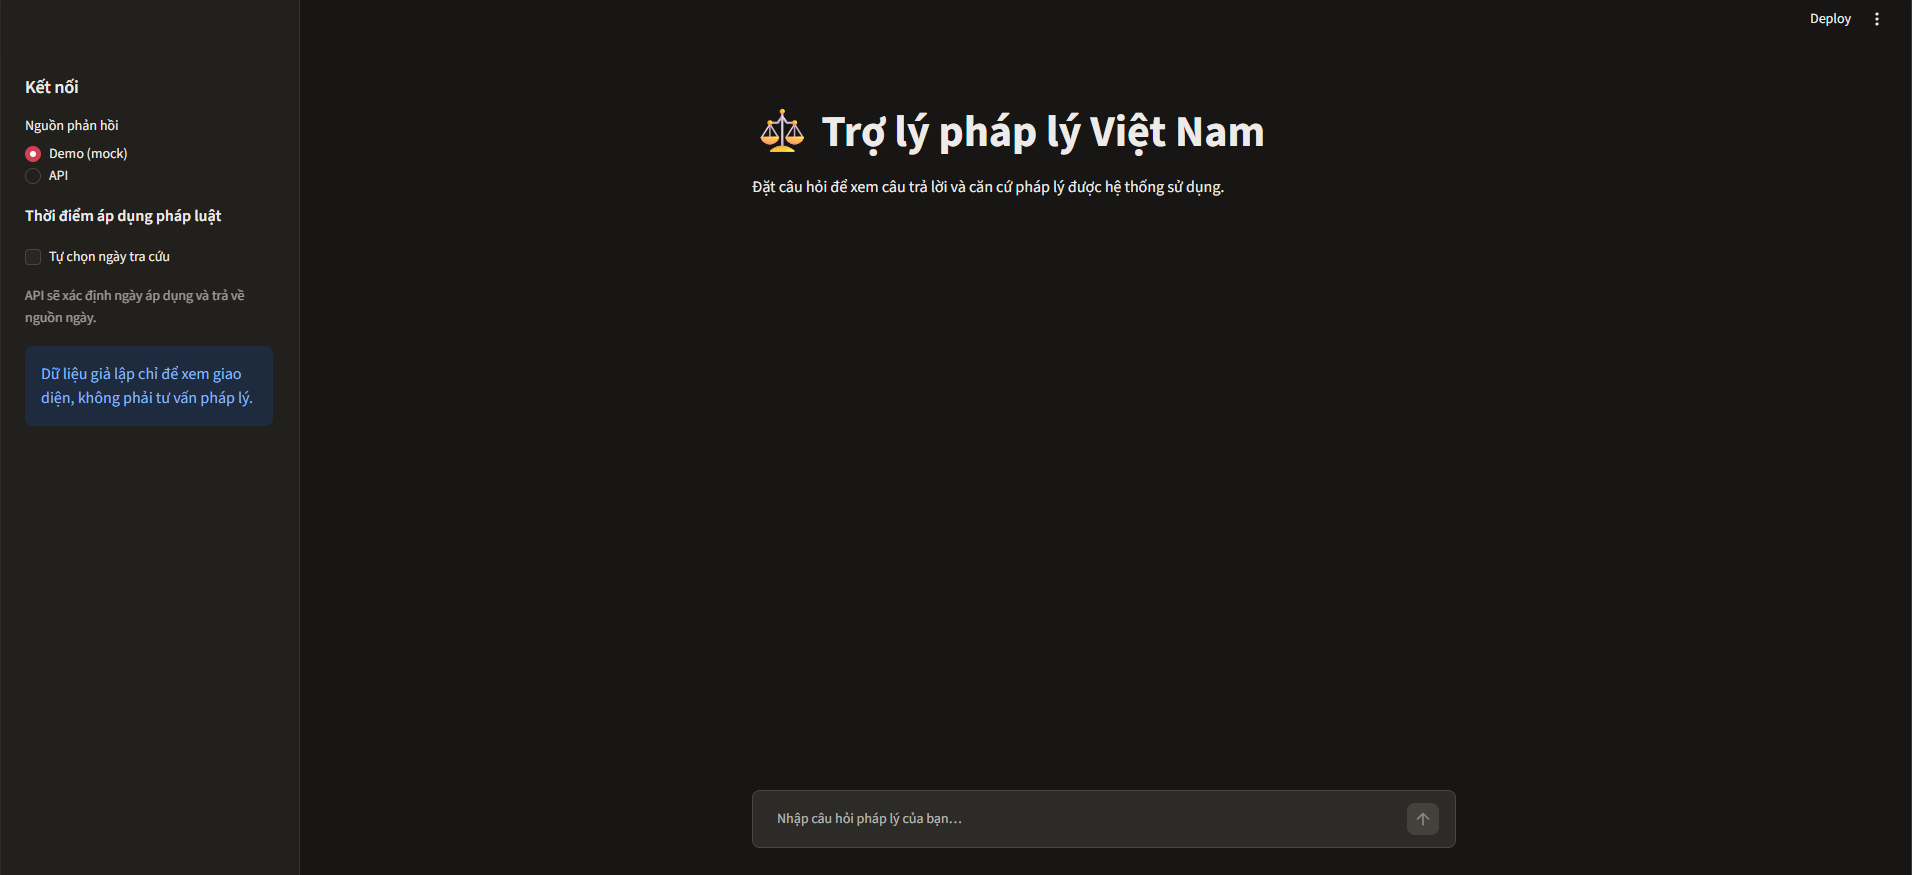 Deploy
Kết nối
Nguồn phản hồi
Demo (mock)
API
Thời điểm áp dụng pháp luật
Tự chọn ngày tra cứu
API sẽ xác định ngày áp dụng và trả về
nguồn ngày.
Dữ liệu giả lập chỉ để xem giao
diện, không phải tư vấn pháp lý.
Trợ lý pháp lý Việt Nam
Đặt câu hỏi để xem câu trả lời và căn cứ pháp lý được hệ thống sử dụng.
Nhập câu hỏi pháp lý của bạn...